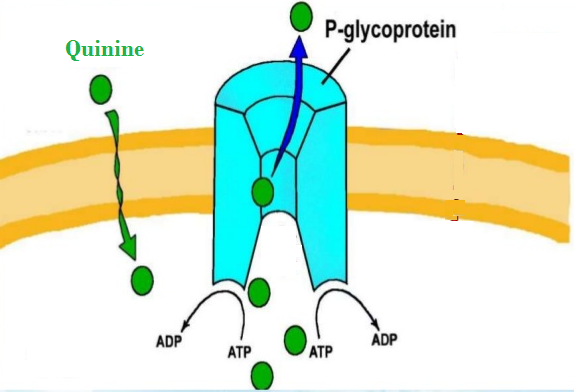 P-glycoprotein
Quinine
ADP
ATP
ATP
ADP